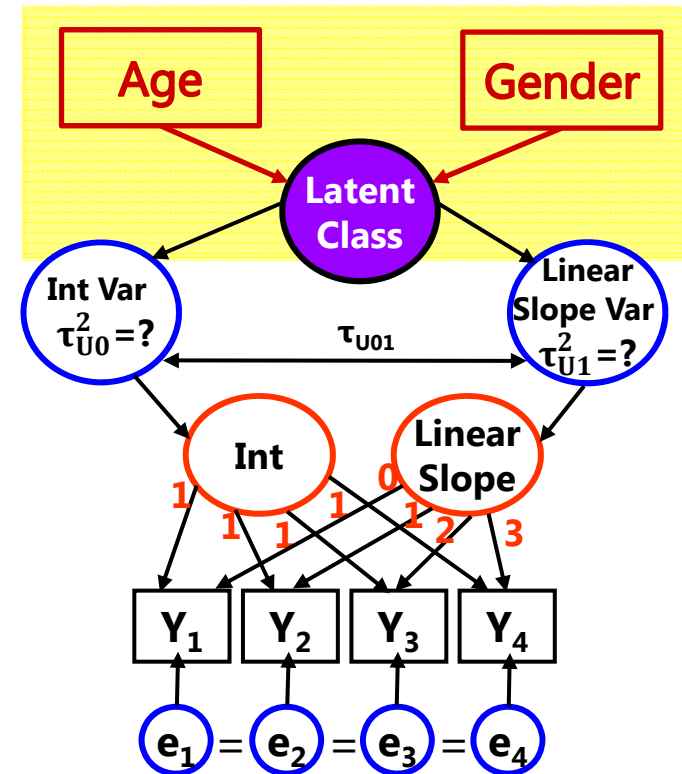 Age
Gender
Latent
Class
Int Var
τ²U0 =?
Linear
Slope Var
τ²U1 =?
τU01
Int
Linear
Slope
1 1 1 1 0 1 2 3
Y1 Y2 Y3 Y4
e1 = e2 = e3 = e4